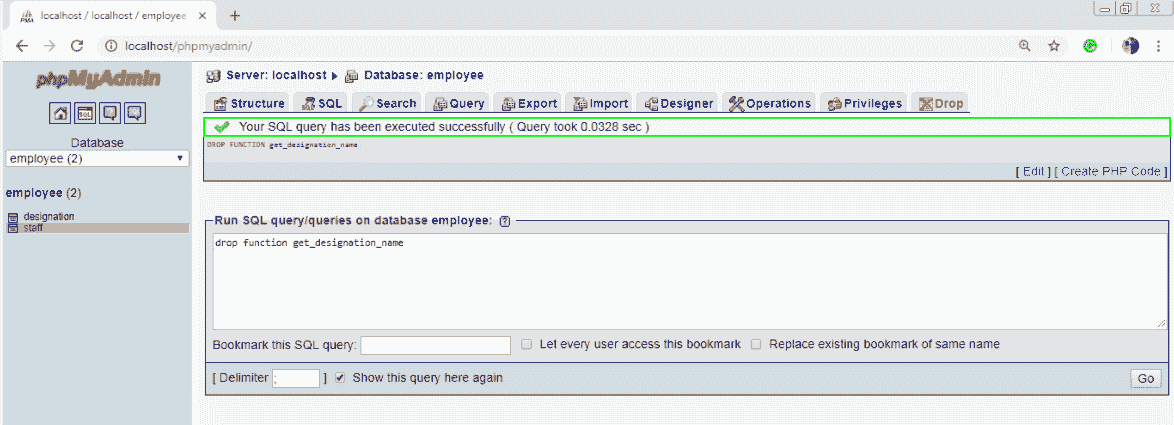 localhost / localhost / employee
localhost/phpmyadmin/
phpMyAdmin
Database
employee (2)
employee (2)
designation
staff
Server: localhost Database: employee
Structure SQL Search Query Export Import Designer Operations Privileges Drop
Your SQL query has been executed successfully ( Query took 0.0328 sec )
DROP FUNCTION get_designation_name
[ Edit ] [ Create PHP Code ]
Run SQL query/queries on database employee:
drop function get_designation_name
Bookmark this SQL query: Let every user access this bookmark Replace existing bookmark of same name
[ Delimiter ; ] Show this query here again Go